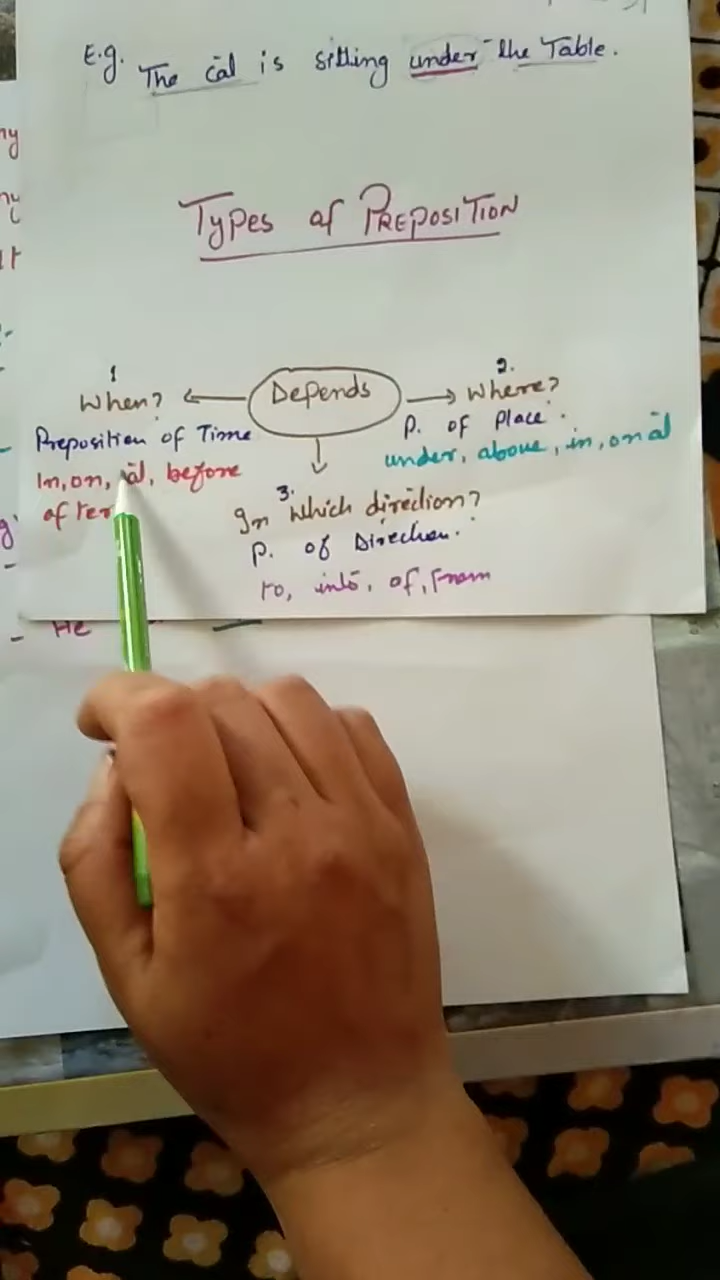 E.g. The cat is sitting under the Table.
Types of PREPOSITION
Depends
1
When?
Preposition of Time
In, on, at, before
after
2.
Where?
P. of Place.
under, above, in, on at
3.
In which direction?
P. of Direction.
to, into, of, From
He